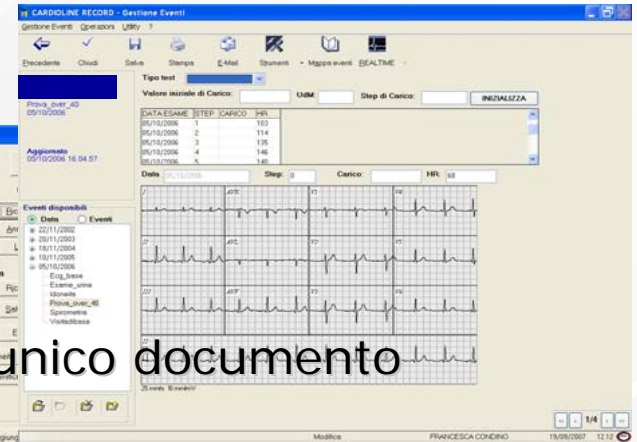 CARDIOLINE RECORD - Gestione Eventi
Gestione Eventi Operazioni Utility ?
Precedente Chiudi Salva Stampa E-Mail Strumenti Mappa eventi REALTIME
Tipo test
Valore iniziale di Carico: UdM: Step di Carico: INIZIALIZZA
Prova_over_40
05/10/2006
DATA ESAME STEP CARICO HR
05/10/2006 1 103
05/10/2006 2 114
05/10/2006 3 135
05/10/2006 4 146
05/10/2006 5 140
Aggiornato
05/10/2006 16.04.57
Data 05/10/2006 Step: 0 Carico: HR: 60
Eventi disponibili
Data Eventi
22/11/2002
20/11/2003
18/11/2004
10/11/2005
05/10/2006
Ecg_base
Esame_urine
Idoneita
Prova_over_40
Spirometria
Visitadibase
unico documento
1/4
Modifica FRANCESCA CONDINO 19/09/2007 12.12